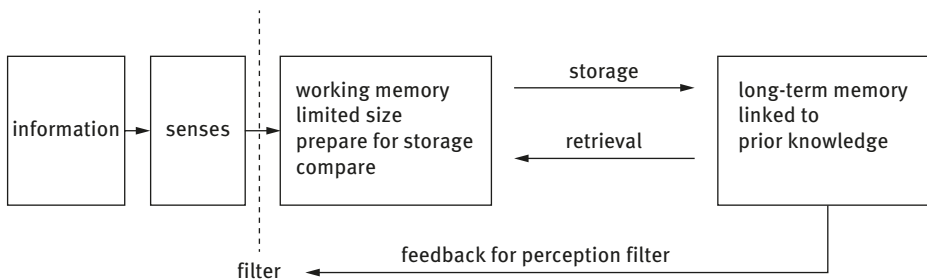 information
senses
working memory
limited size
prepare for storage
compare
storage
retrieval
long-term memory
linked to
prior knowledge
feedback for perception filter
filter